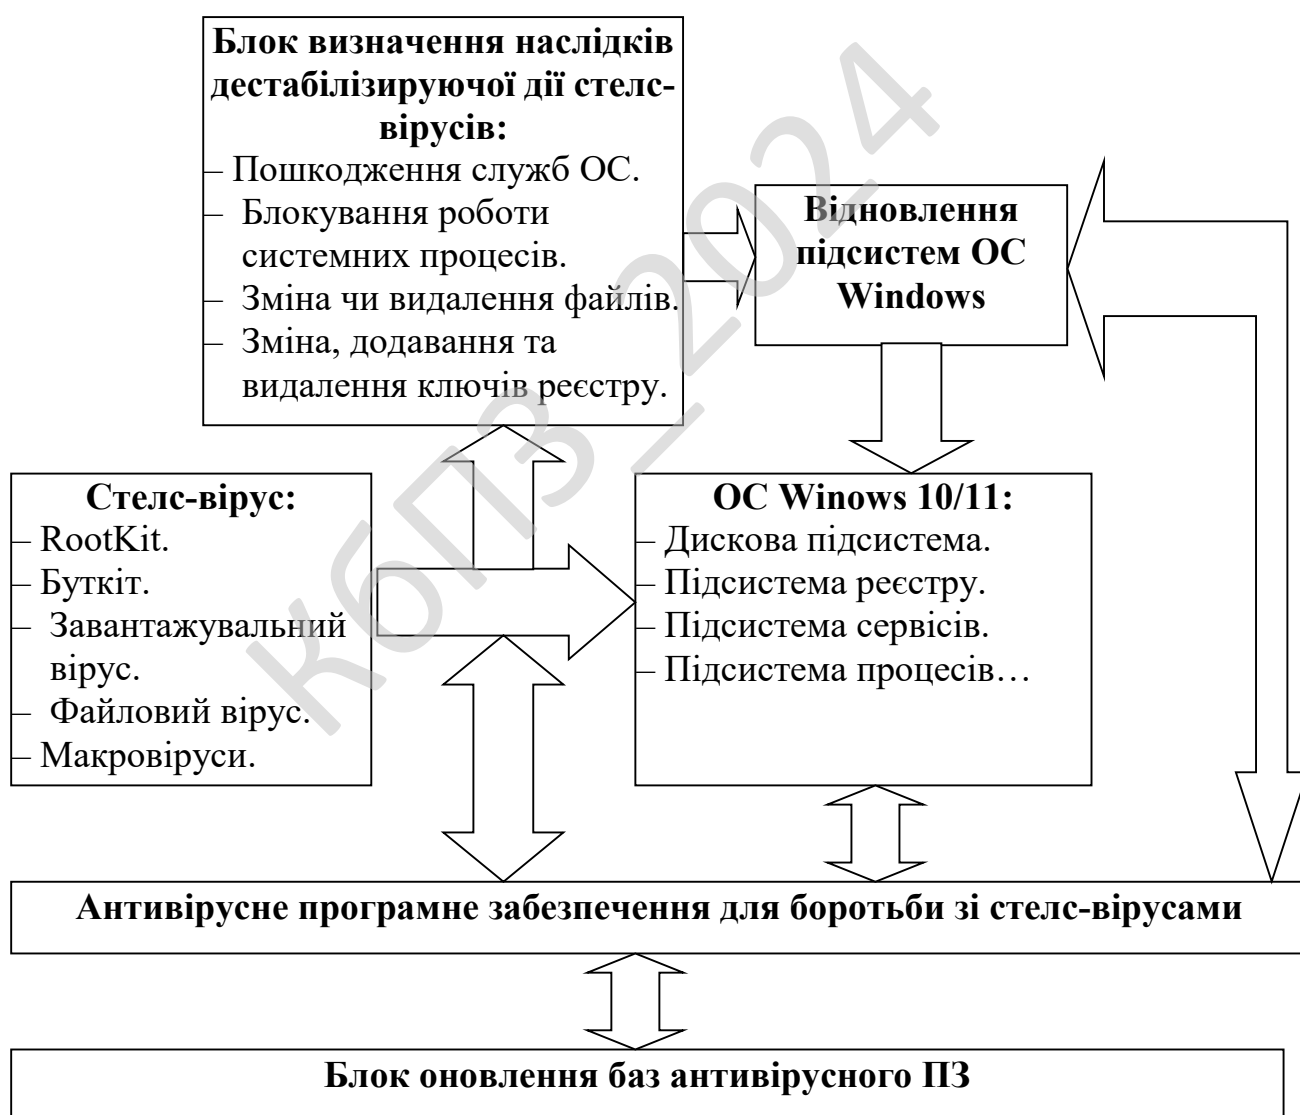 Блок визначення наслідків
дестабілізируючої дії стелс-
вірусів:
– Пошкодження служб ОС.
– Блокування роботи
системних процесів.
– Зміна чи видалення файлів.
– Зміна, додавання та
видалення ключів реєстру.
Відновлення
підсистем ОС
Windows
Стелс-вірус:
– RootKit.
– Буткіт.
– Завантажувальний
вірус.
– Файловий вірус.
– Макровіруси.
ОС Winows 10/11:
– Дискова підсистема.
– Підсистема реєстру.
– Підсистема сервісів.
– Підсистема процесів…
Антивірусне програмне забезпечення для боротьби зі стелс-вірусами
Блок оновлення баз антивірусного ПЗ
КбПЗ_2024